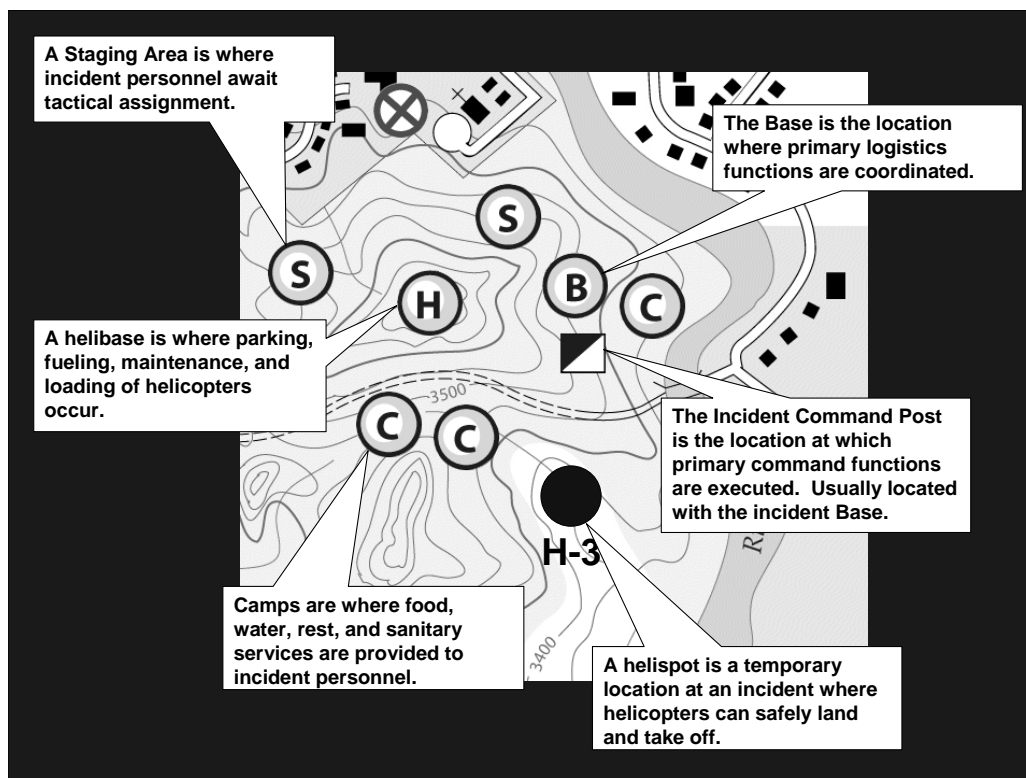 A Staging Area is where
incident personnel await
tactical assignment.
The Base is the location
where primary logistics
functions are coordinated.
S
S
B
C
H
A helibase is where parking,
fueling, maintenance, and
loading of helicopters
occur.
3500
C
C
The Incident Command Post
is the location at which
primary command functions
are executed.  Usually located
with the incident Base.
H-3
Camps are where food,
water, rest, and sanitary
services are provided to
incident personnel.
3400
A helispot is a temporary
location at an incident where
helicopters can safely land
and take off.